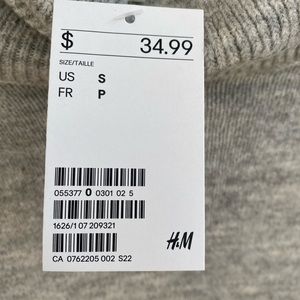 $ 34.99
SIZE/TAILLE
US S
FR P
055377 0 0301 02 5
1626/1 07 209321
H&M
CA 0762205 002 S22